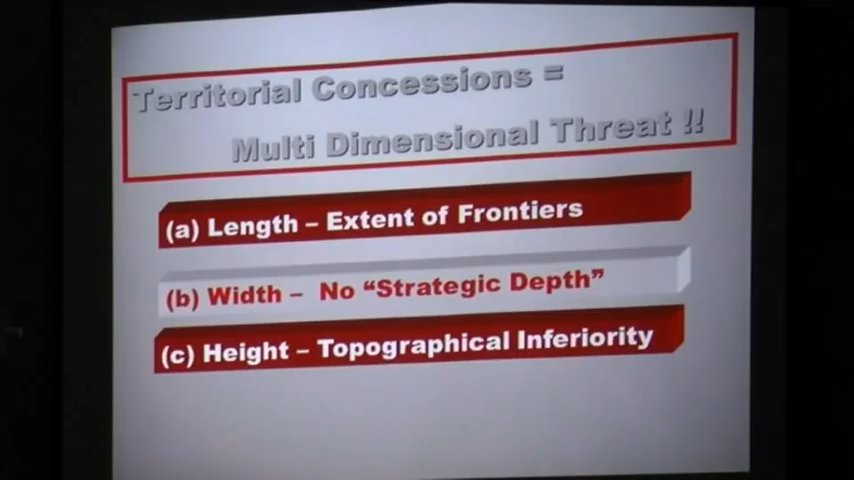 Territorial Concessions =
Multi Dimensional Threat !!
(a) Length – Extent of Frontiers
(b) Width – No “Strategic Depth”
(c) Height – Topographical Inferiority